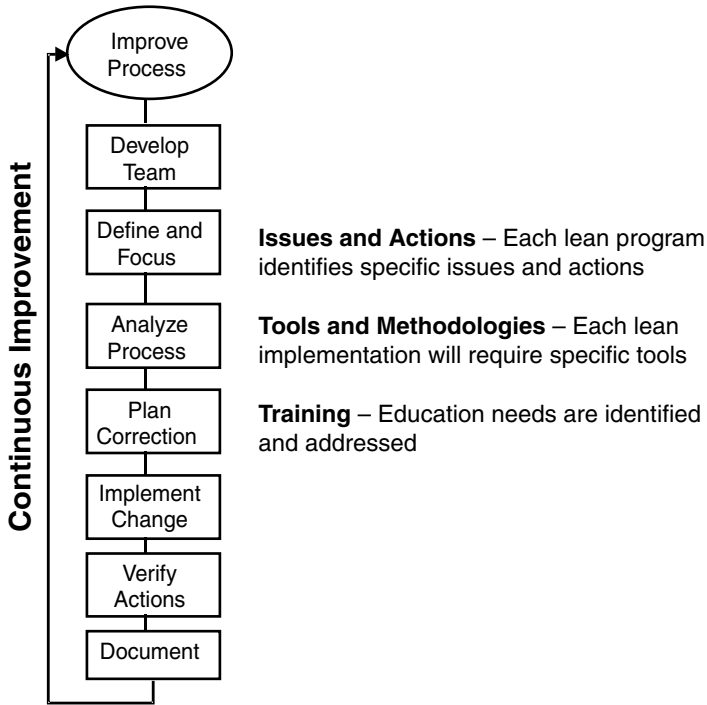 Improve
Process
Develop
Team
Define and
Focus
Issues and Actions – Each lean program
identifies specific issues and actions
Analyze
Process
Tools and Methodologies – Each lean
implementation will require specific tools
Plan
Correction
Training – Education needs are identified
and addressed
Implement
Change
Verify
Actions
Document
Continuous Improvement